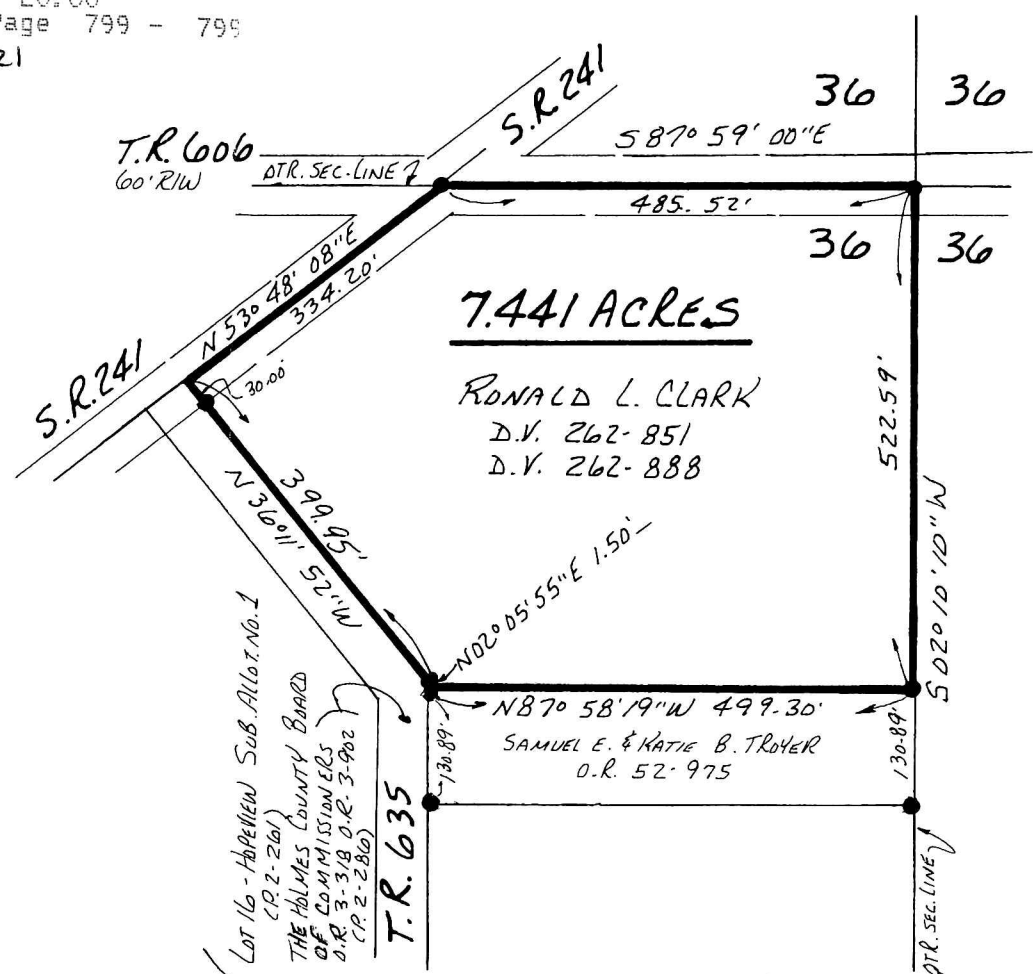 Page 799 - 799
21
S.R. 241
36 36
T.R. 606
60' R/W
QTR. SEC. LINE
S 87° 59' 00" E
485.52'
36 36
N 53° 48' 08" E
334.20'
S.R. 241
30.00'
7.441 ACRES
RONALD L. CLARK
D.V. 262-851
D.V. 262-888
522.59'
S 02° 10' 10" W
399.95'
N 36° 11' 52" W
N 02° 05' 55" E 1.50'
N 87° 58' 19" W 499.30'
SAMUEL E. & KATIE B. TROYER
O.R. 52-975
130.89'
130.89'
LOT 16 - HOPEVIEW SUB. ALLOT. NO. 1
(P. 2-261)
THE HOLMES COUNTY BOARD
OF COMMISSIONERS
O.R. 3-318 O.R. 3-902
(P. 2-286)
T.R. 635
QTR. SEC. LINE